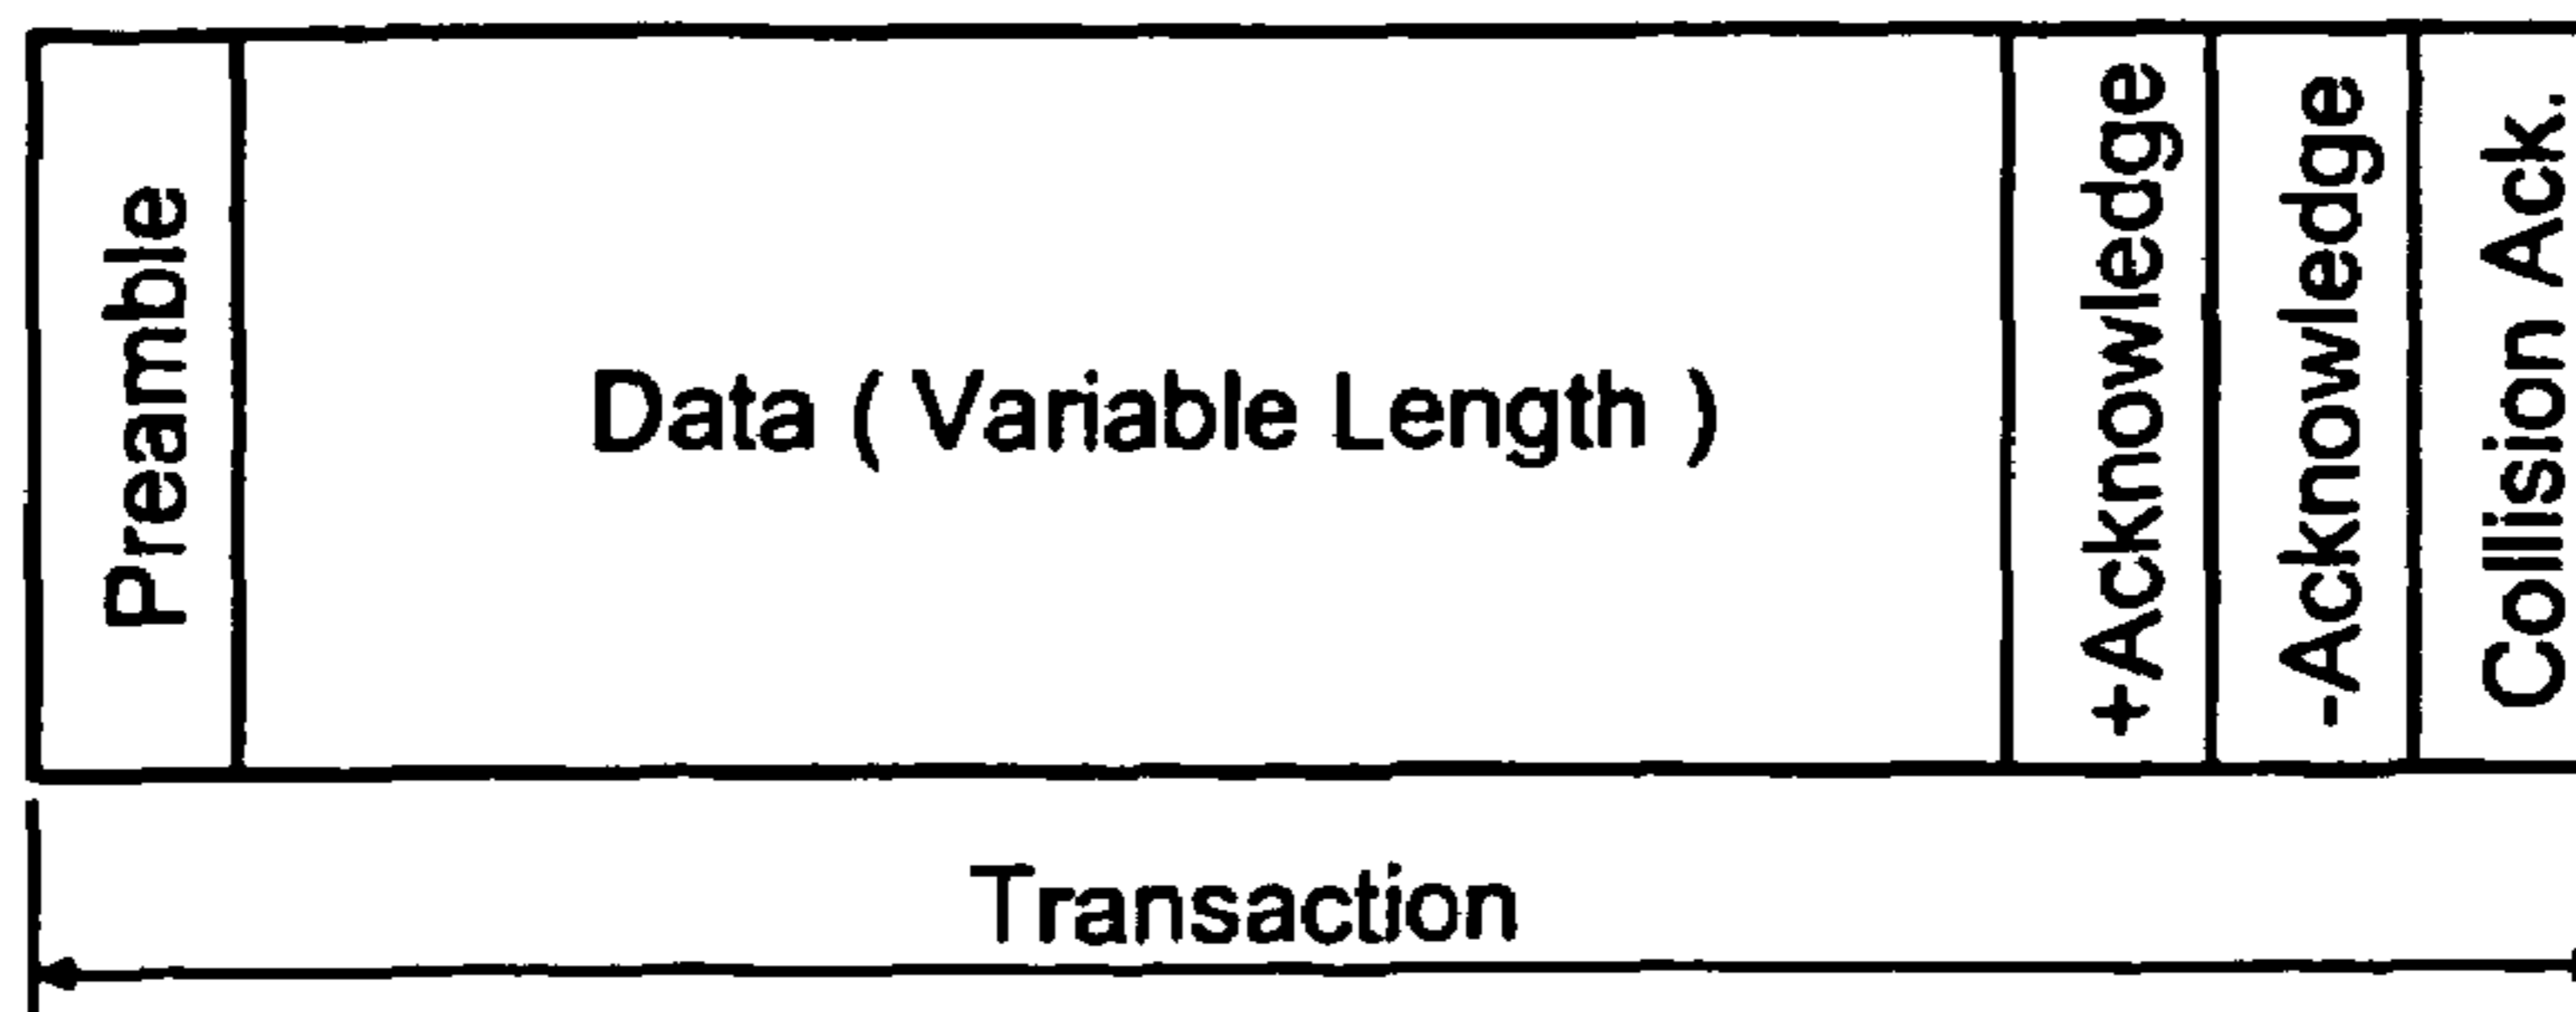 Preamble
Data ( Variable Length )
+Acknowledge
-Acknowledge
Collision Ack.
Transaction